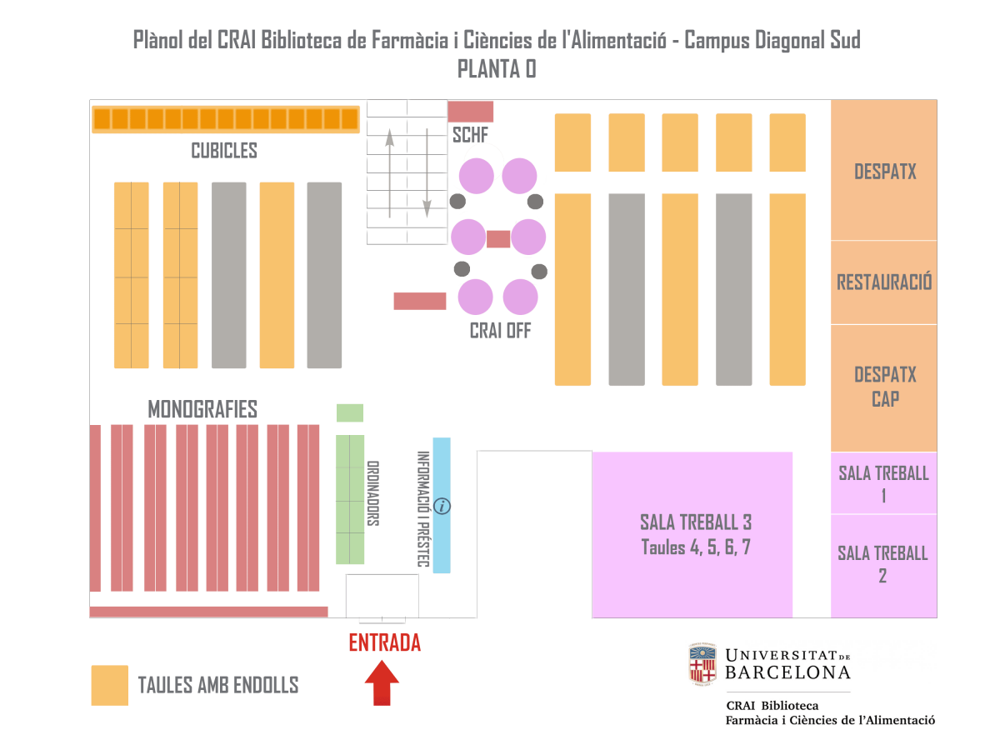 Plànol del CRAI Biblioteca de Farmàcia i Ciències de l'Alimentació - Campus Diagonal Sud
PLANTA 0
CUBICLES
SCHF
CRAI OFF
DESPATX
RESTAURACIÓ
DESPATX
CAP
MONOGRAFIES
ORDINADORS
INFORMACIÓ I PRÉSTEC
i
SALA TREBALL 3
Taules 4, 5, 6, 7
SALA TREBALL
1
SALA TREBALL
2
ENTRADA
TAULES AMB ENDOLLS
UNIVERSITAT DE
BARCELONA
CRAI Biblioteca
Farmàcia i Ciències de l'Alimentació